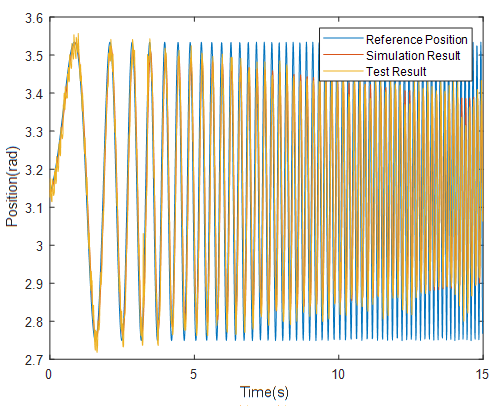 3.6
3.5
3.4
3.3
3.2
3.1
3
2.9
2.8
2.7
Position(rad)
Reference Position
Simulation Result
Test Result
0
5
10
15
Time(s)